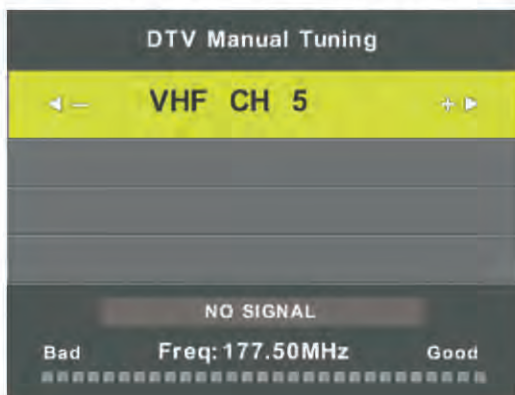 DTV Manual Tuning
VHF CH 5
NO SIGNAL
Bad Freq:177.50MHz Good